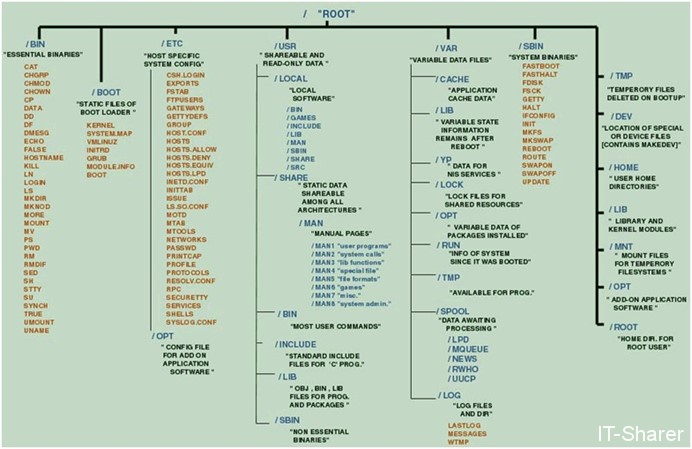 / "ROOT"
/ BIN
"ESSENTIAL BINARIES"
CAT
CHGRP
CHMOD
CHOWN
CP
DATA
DD
DF
DMESG
ECHO
FALSE
HOSTNAME
KILL
LN
LOGIN
LS
MKDIR
MKNOD
MORE
MOUNT
MV
PS
PWD
RM
RMDIF
SED
SH
STTY
SU
SYNCH
TRUE
UMOUNT
UNAME
/ BOOT
"STATIC FILES OF
BOOT LOADER"
KERNEL
SYSTEM.MAP
VMLINUZ
INITRD
GRUB
MODULE.INFO
BOOT
/ ETC
"HOST SPECIFIC
SYSTEM CONFIG"
CSH.LOGIN
EXPORTS
FSTAB
FTPUSERS
GATEWAYS
GETTYDEFS
GROUP
HOST.CONF
HOSTS
HOSTS.ALLOW
HOSTS.DENY
HOSTS.EQUIV
HOSTS.LPD
INETD.CONF
INITTAB
ISSUE
LS.SO.CONF
MOTD
MTAB
MTOOLS
NETWORKS
PASSWD
PRINTCAP
PROFILE
PROTOCOLS
RESOLV.CONF
RPC
SECURETTY
SERVICES
SHELLS
SYSLOG.CONF
/OPT
"CONFIG FILE
FOR ADD ON
APPLICATION
SOFTWARE"
/ USR
"SHAREABLE AND
READ-ONLY DATA"
/ LOCAL
"LOCAL
SOFTWARE"
/ BIN
/ GAMES
/ INCLUDE
/ LIB
/ MAN
/ SBIN
/ SHARE
/ SRC
/ SHARE
"STATIC DATA
SHAREABLE
AMONG ALL
ARCHITECTURES"
/ MAN
"MANUAL PAGES"
/ MAN1 "user programs"
/ MAN2 "system calls"
/ MAN3 "lib functions"
/ MAN4 "special file"
/ MAN5 "file formats"
/ MAN6 "games"
/ MAN7 "misc."
/ MAN8 "system admin."
/ BIN
"MOST USER COMMANDS"
/ INCLUDE
"STANDARD INCLUDE
FILES FOR 'C' PROG."
/ LIB
" OBJ , BIN , LIB
FILES FOR PROG.
AND PACKAGES "
/ SBIN
"NON ESSENTIAL
BINARIES"
/ VAR
"VARIABLE DATA FILES"
/ CACHE
"APPLICATION
CACHE DATA"
/ LIB
" VARIABLE STATE
INFORMATION
REMAINS AFTER
REBOOT "
/ YP
" DATA FOR
NIS SERVICES "
/ LOCK
"LOCK FILES FOR
SHARED RESOURCES"
/ OPT
" VARIABLE DATA OF
PACKAGES INSTALLED"
/ RUN
"INFO OF SYSTEM
SINCE IT WAS BOOTED"
/ TMP
"AVAILABLE FOR PROG."
/ SPOOL
"DATA AWAITING
PROCESSING "
/ LPD
/ MQUEUE
/ NEWS
/ RWHO
/ UUCP
/ LOG
"LOG FILES
AND DIR"
LASTLOG
MESSAGES
WTMP
/ SBIN
"SYSTEM BINARIES"
FASTBOOT
FASTHALT
FDISK
FSCK
GETTY
HALT
IFCONFIG
INIT
MKFS
MKSWAP
REBOOT
ROUTE
SWAPON
SWAPOFF
UPDATE
/ TMP
"TEMPERORY FILES
DELETED ON BOOTUP"
/ DEV
"LOCATION OF SPECIAL
OR DEVICE FILES
[CONTAINS MAKEDEV]"
/ HOME
" USER HOME
DIRECTORIES"
/ LIB
" LIBRARY AND
KERNEL MODULES"
/ MNT
" MOUNT FILES
FOR TEMPERORY
FILESYSTEMS "
/ OPT
"ADD-ON APPLICATION
SOFTWARE "
/ROOT
"HOME DIR. FOR
ROOT USER"
IT-Sharer